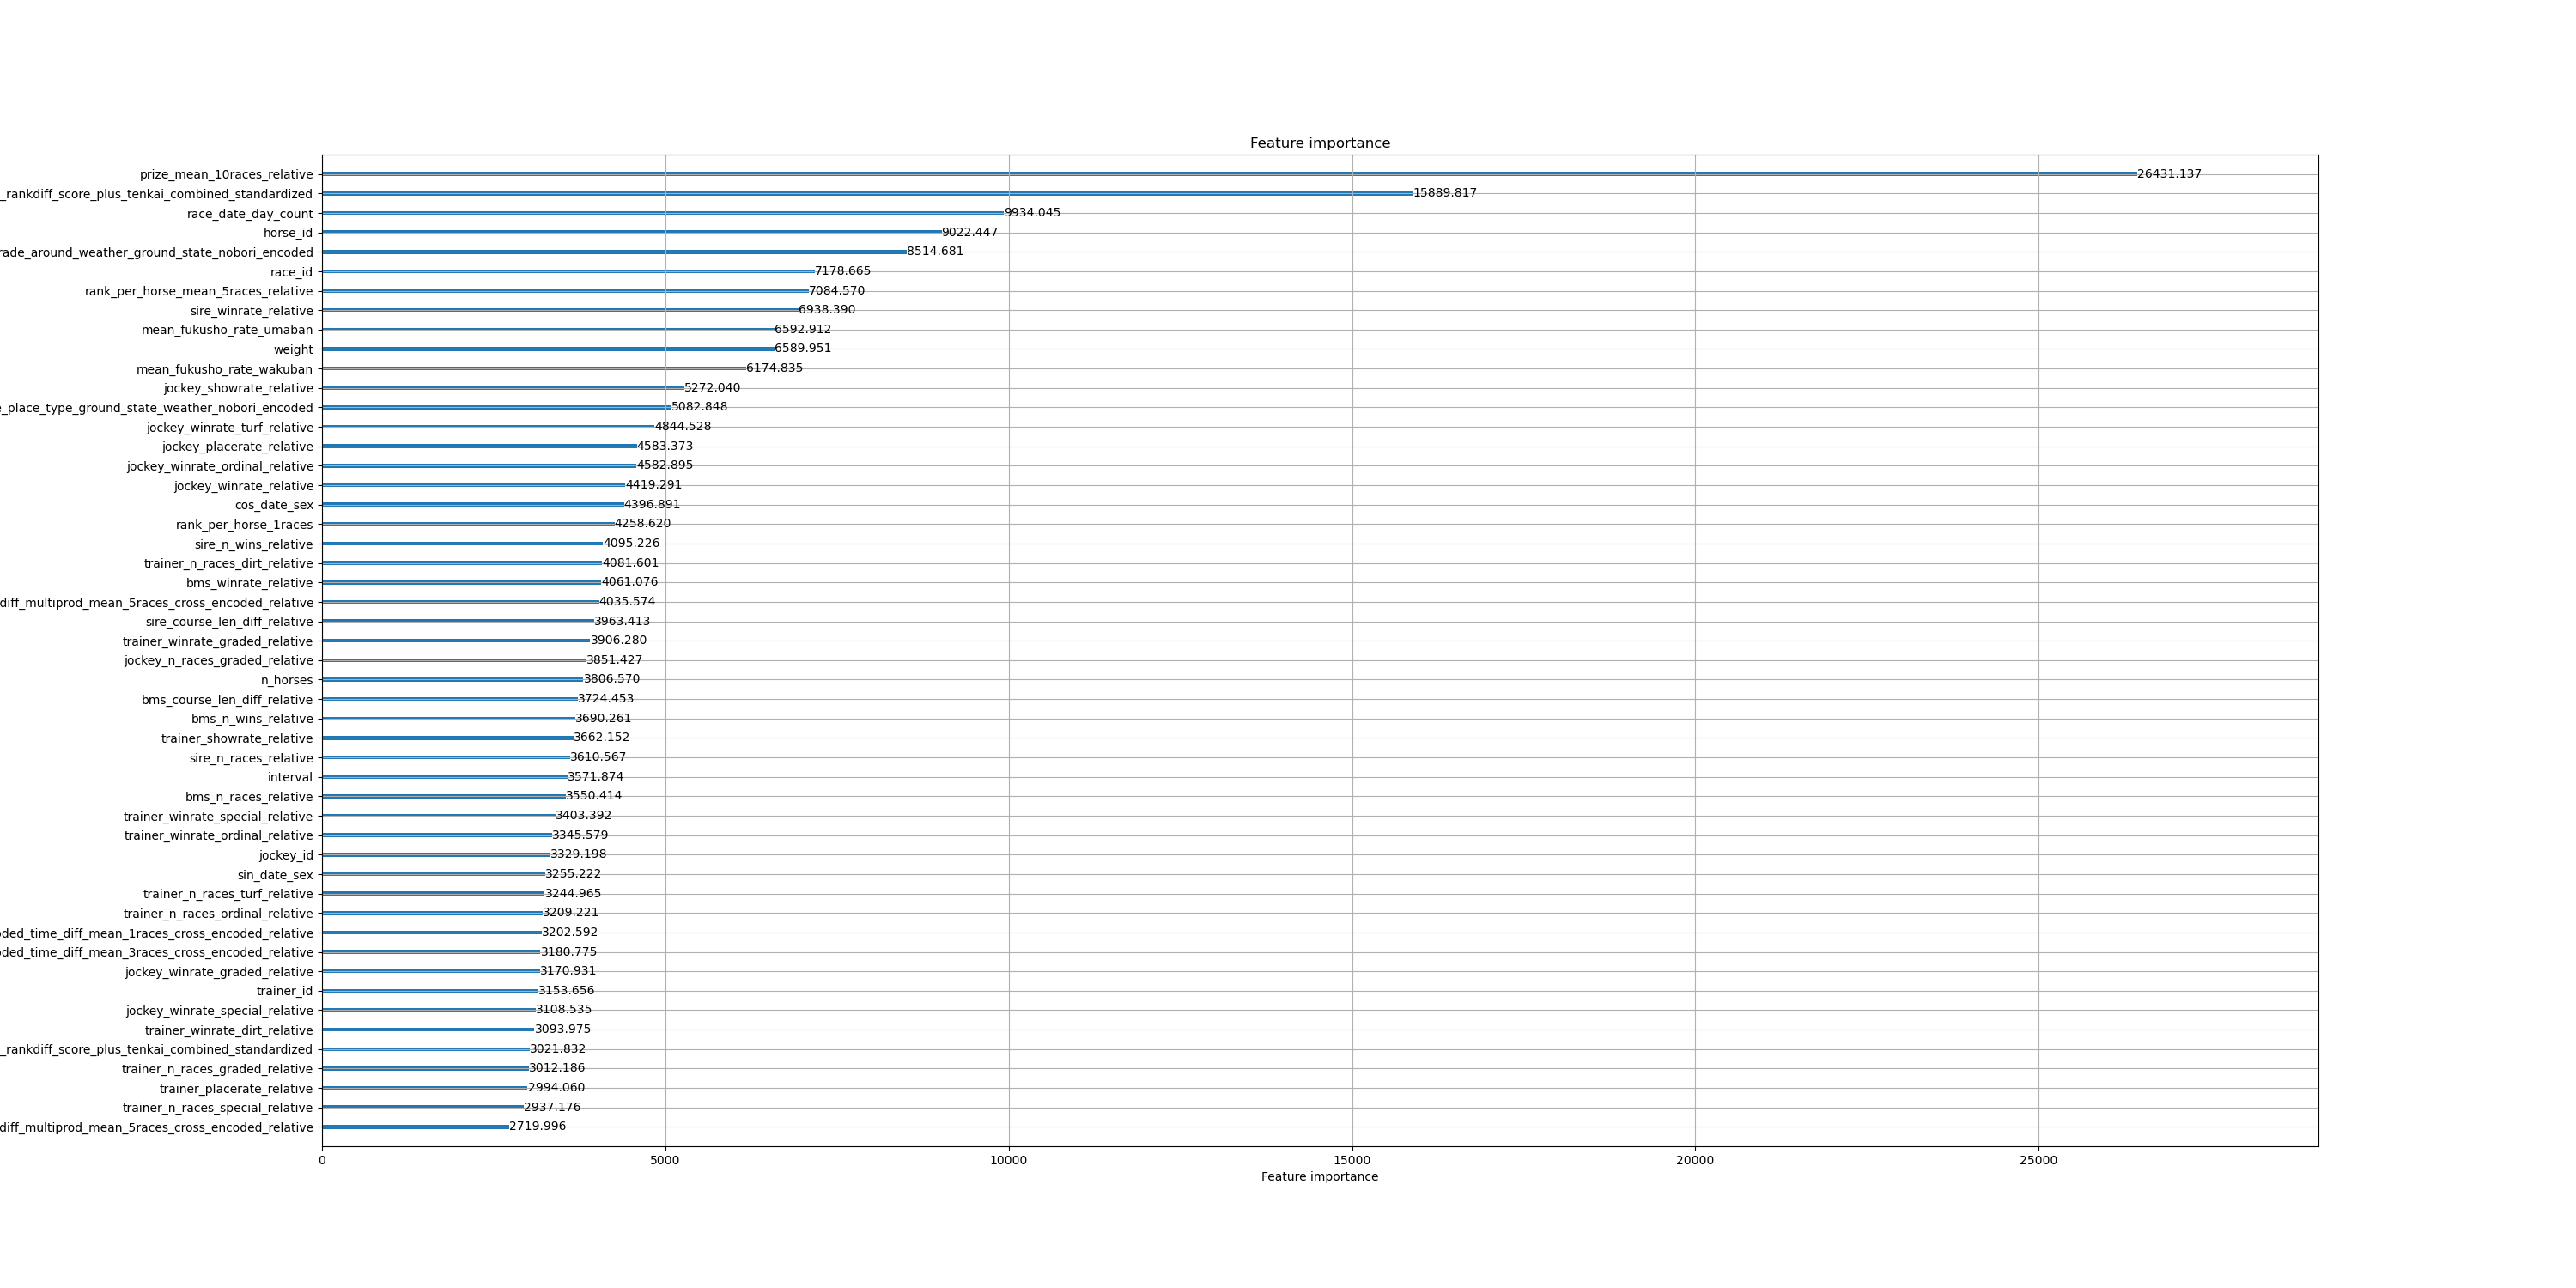 Feature importance
prize_mean_10races_relative 26431.137
_rankdiff_score_plus_tenkai_combined_standardized 15889.817
race_date_day_count 9934.045
horse_id 9022.447
rade_around_weather_ground_state_nobori_encoded 8514.681
race_id 7178.665
rank_per_horse_mean_5races_relative 7084.570
sire_winrate_relative 6938.390
mean_fukusho_rate_umaban 6592.912
weight 6589.951
mean_fukusho_rate_wakuban 6174.835
jockey_showrate_relative 5272.040
_place_type_ground_state_weather_nobori_encoded 5082.848
jockey_winrate_turf_relative 4844.528
jockey_placerate_relative 4583.373
jockey_winrate_ordinal_relative 4582.895
jockey_winrate_relative 4419.291
cos_date_sex 4396.891
rank_per_horse_1races 4258.620
sire_n_wins_relative 4095.226
trainer_n_races_dirt_relative 4081.601
bms_winrate_relative 4061.076
diff_multiprod_mean_5races_cross_encoded_relative 4035.574
sire_course_len_diff_relative 3963.413
trainer_winrate_graded_relative 3906.280
jockey_n_races_graded_relative 3851.427
n_horses 3806.570
bms_course_len_diff_relative 3724.453
bms_n_wins_relative 3690.261
trainer_showrate_relative 3662.152
sire_n_races_relative 3610.567
interval 3571.874
bms_n_races_relative 3550.414
trainer_winrate_special_relative 3403.392
trainer_winrate_ordinal_relative 3345.579
jockey_id 3329.198
sin_date_sex 3255.222
trainer_n_races_turf_relative 3244.965
trainer_n_races_ordinal_relative 3209.221
ded_time_diff_mean_1races_cross_encoded_relative 3202.592
ded_time_diff_mean_3races_cross_encoded_relative 3180.775
jockey_winrate_graded_relative 3170.931
trainer_id 3153.656
jockey_winrate_special_relative 3108.535
trainer_winrate_dirt_relative 3093.975
_rankdiff_score_plus_tenkai_combined_standardized 3021.832
trainer_n_races_graded_relative 3012.186
trainer_placerate_relative 2994.060
trainer_n_races_special_relative 2937.176
diff_multiprod_mean_5races_cross_encoded_relative 2719.996
0 5000 10000 15000 20000 25000
Feature importance